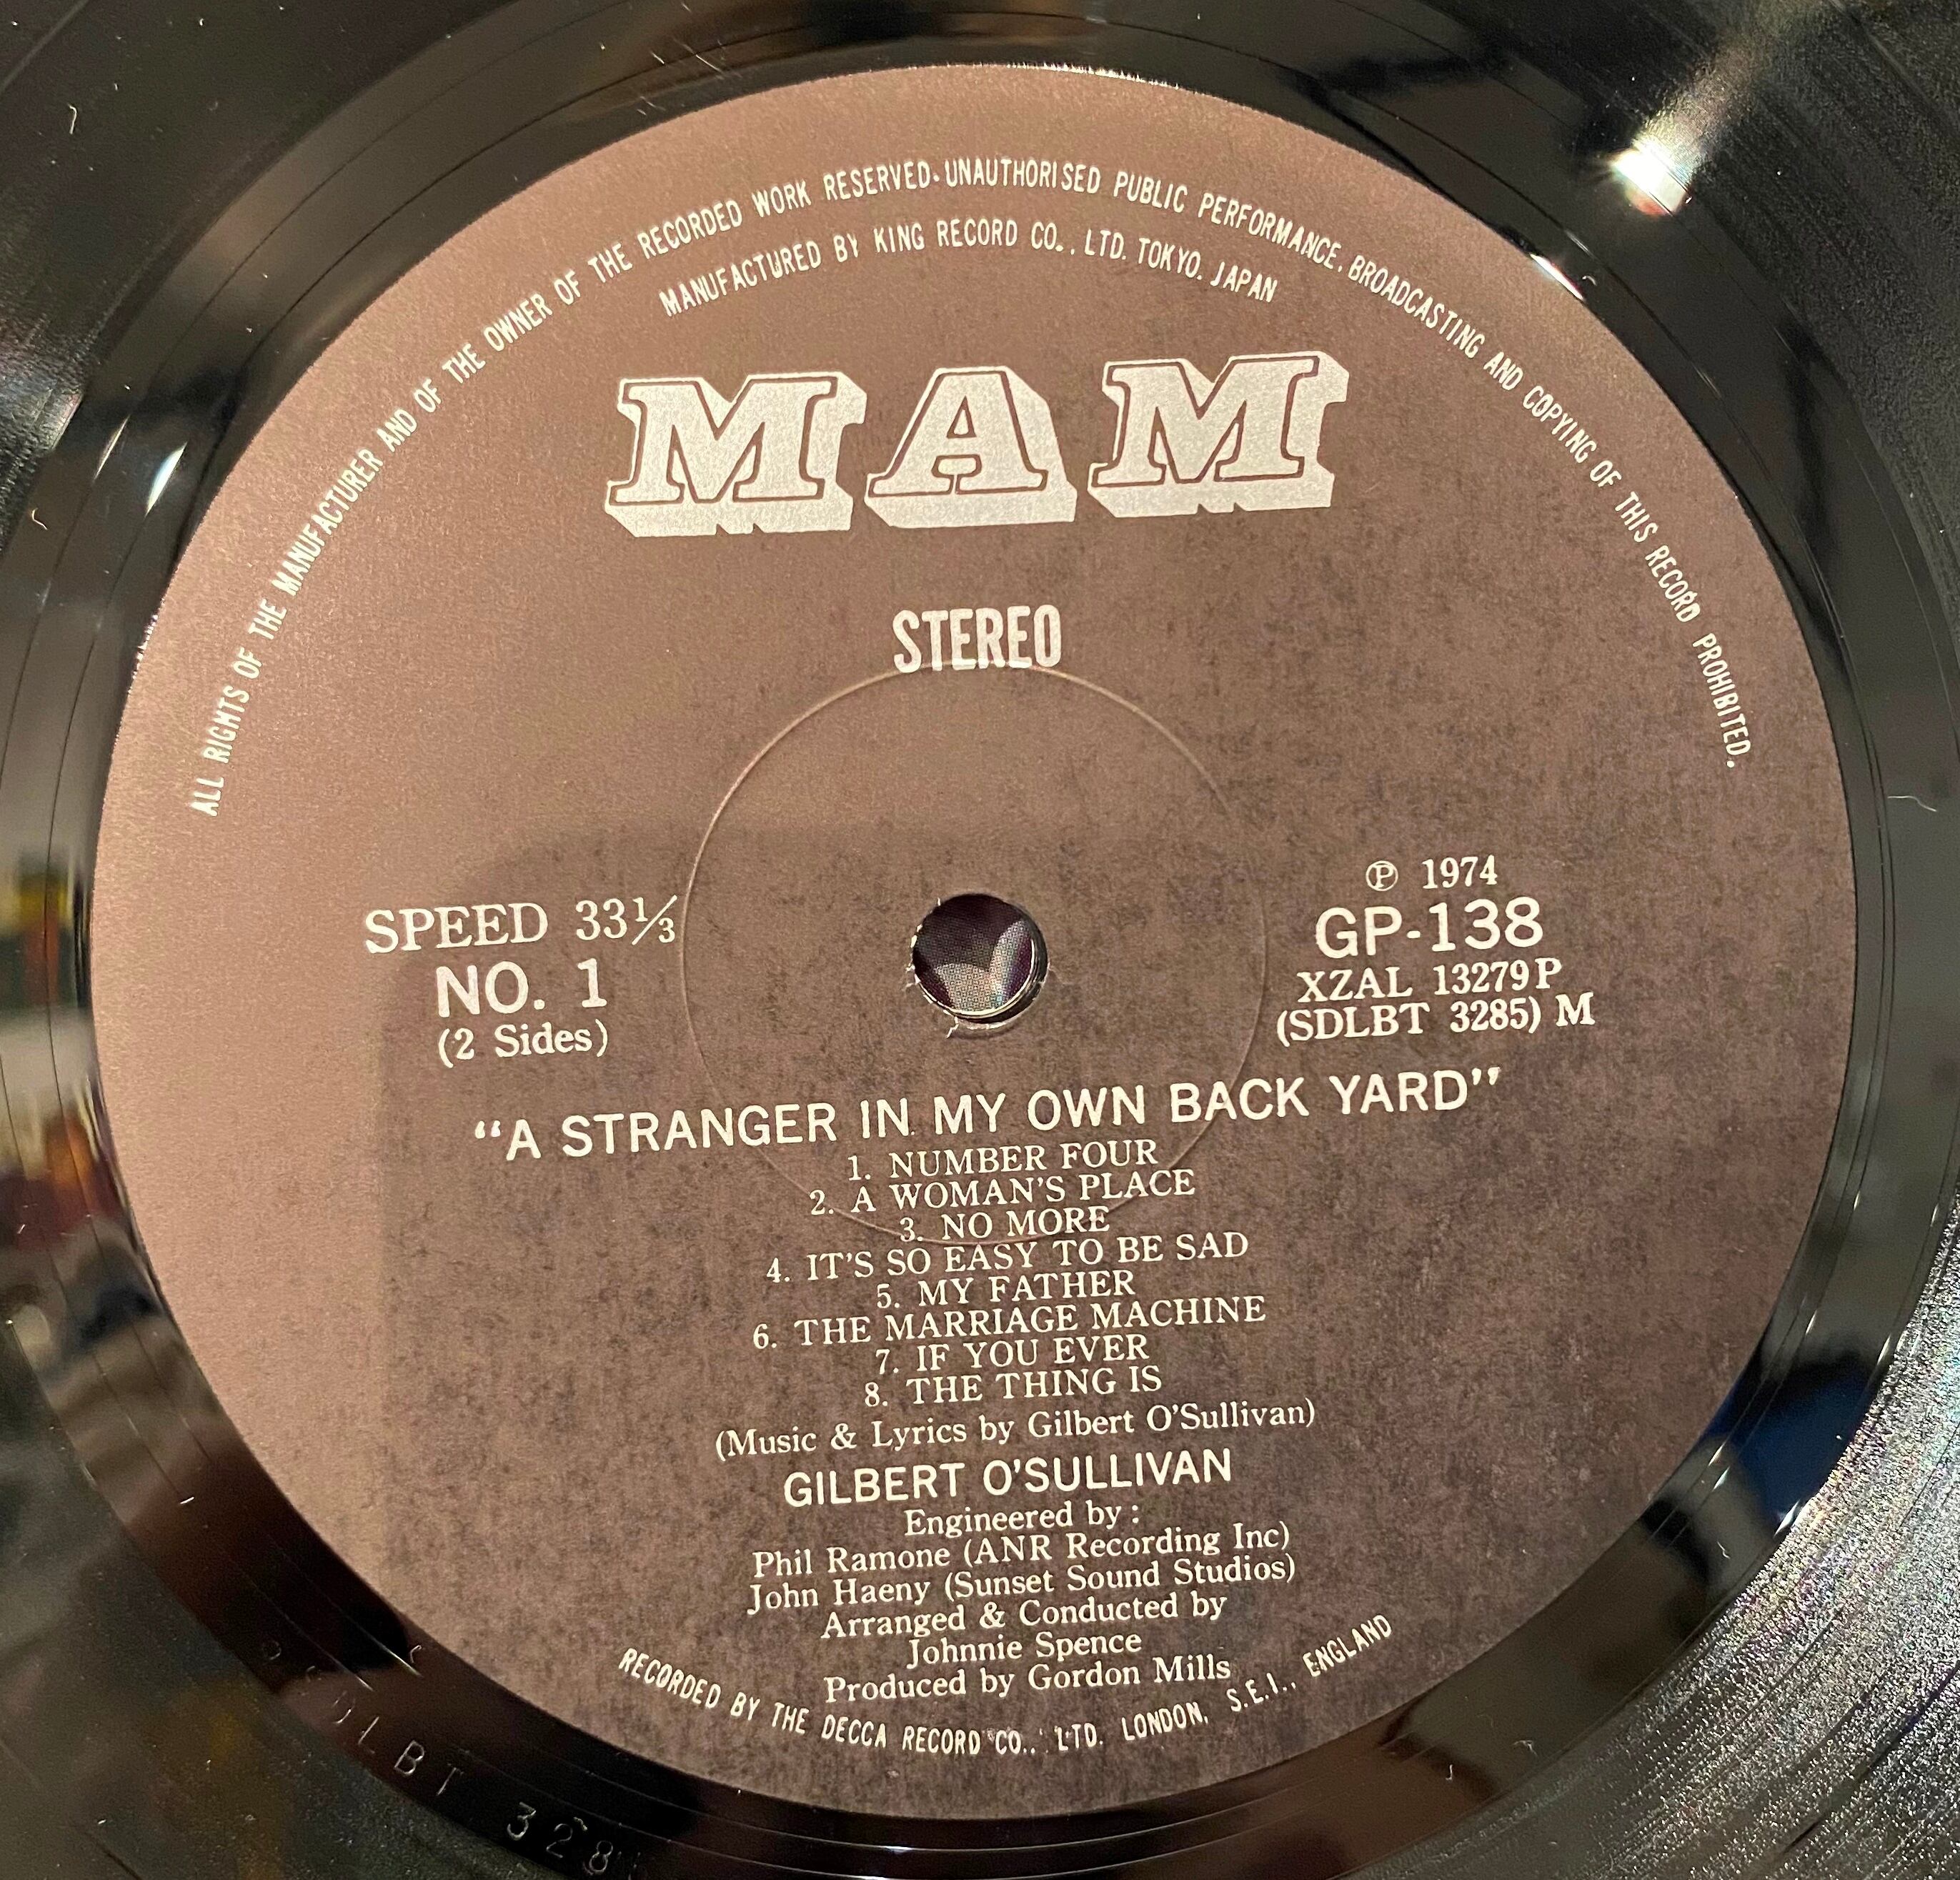 ALL RIGHTS OF THE MANUFACTURER AND OF THE OWNER OF THE RECORDED WORK RESERVED. UNAUTHORISED PUBLIC PERFORMANCE, BROADCASTING AND COPYING OF THIS RECORD PROHIBITED.
MANUFACTURED BY KING RECORD CO., LTD. TOKYO. JAPAN
MAM
STEREO
SPEED 33⅓
NO. 1
(2 Sides)
℗ 1974
GP-138
XZAL 13279P
(SDLBT 3285) M
"A STRANGER IN MY OWN BACK YARD"
1. NUMBER FOUR
2. A WOMAN'S PLACE
3. NO MORE
4. IT'S SO EASY TO BE SAD
5. MY FATHER
6. THE MARRIAGE MACHINE
7. IF YOU EVER
8. THE THING IS
(Music & Lyrics by Gilbert O'Sullivan)
GILBERT O'SULLIVAN
Engineered by :
Phil Ramone (ANR Recording Inc)
John Haeny (Sunset Sound Studios)
Arranged & Conducted by
Johnnie Spence
Produced by Gordon Mills
RECORDED BY THE DECCA RECORD CO., LTD. LONDON, S.E.I., ENGLAND